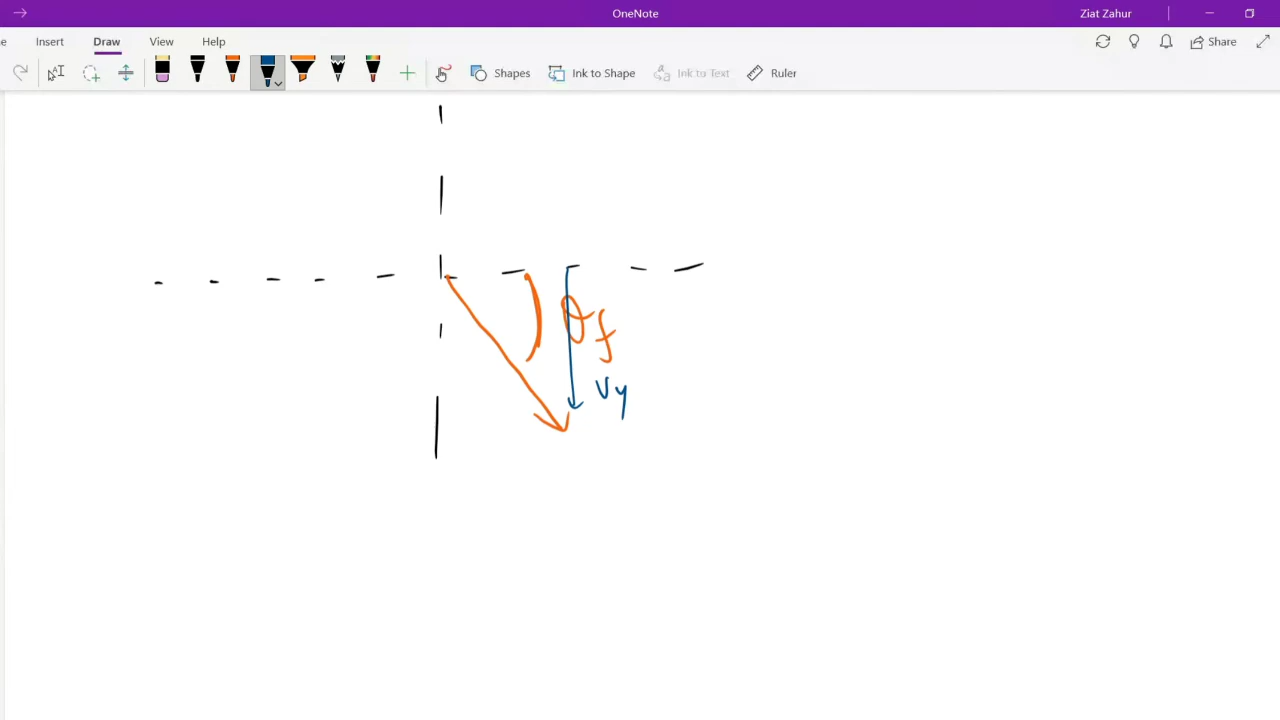 OneNote
Ziat Zahur
Insert Draw View Help
Share
Shapes Ink to Shape Ink to Text Ruler
θf
vy